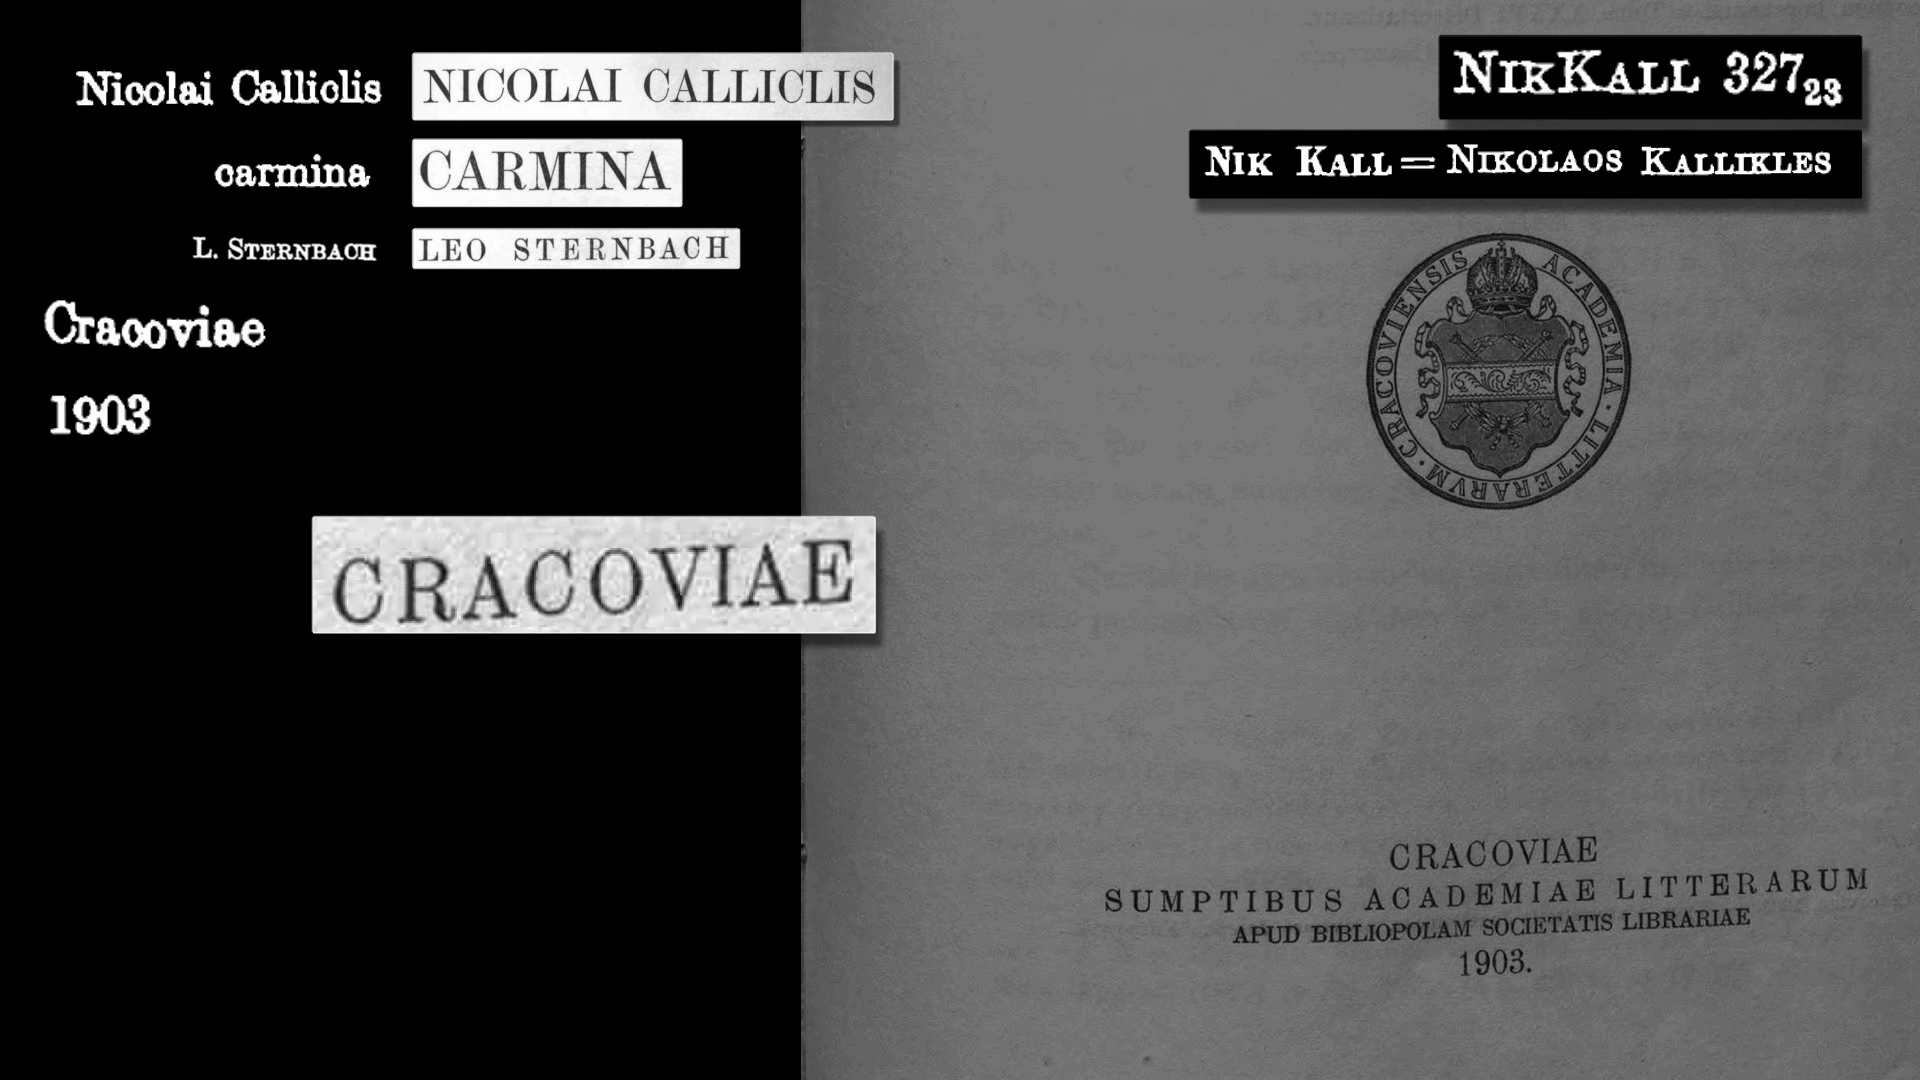 Nicolai Calliclis NICOLAI CALLICLIS
carmina CARMINA
L. STERNBACH LEO STERNBACH
Cracoviae
1903
CRACOVIAE
NIKKALL 327₂₃
NIK KALL = NIKOLAOS KALLIKLES
ACADEMIA · LITTERARVM · CRACOVIENSIS
CRACOVIAE
SUMPTIBUS ACADEMIAE LITTERARUM
APUD BIBLIOPOLAM SOCIETATIS LIBRARIAE
1903.